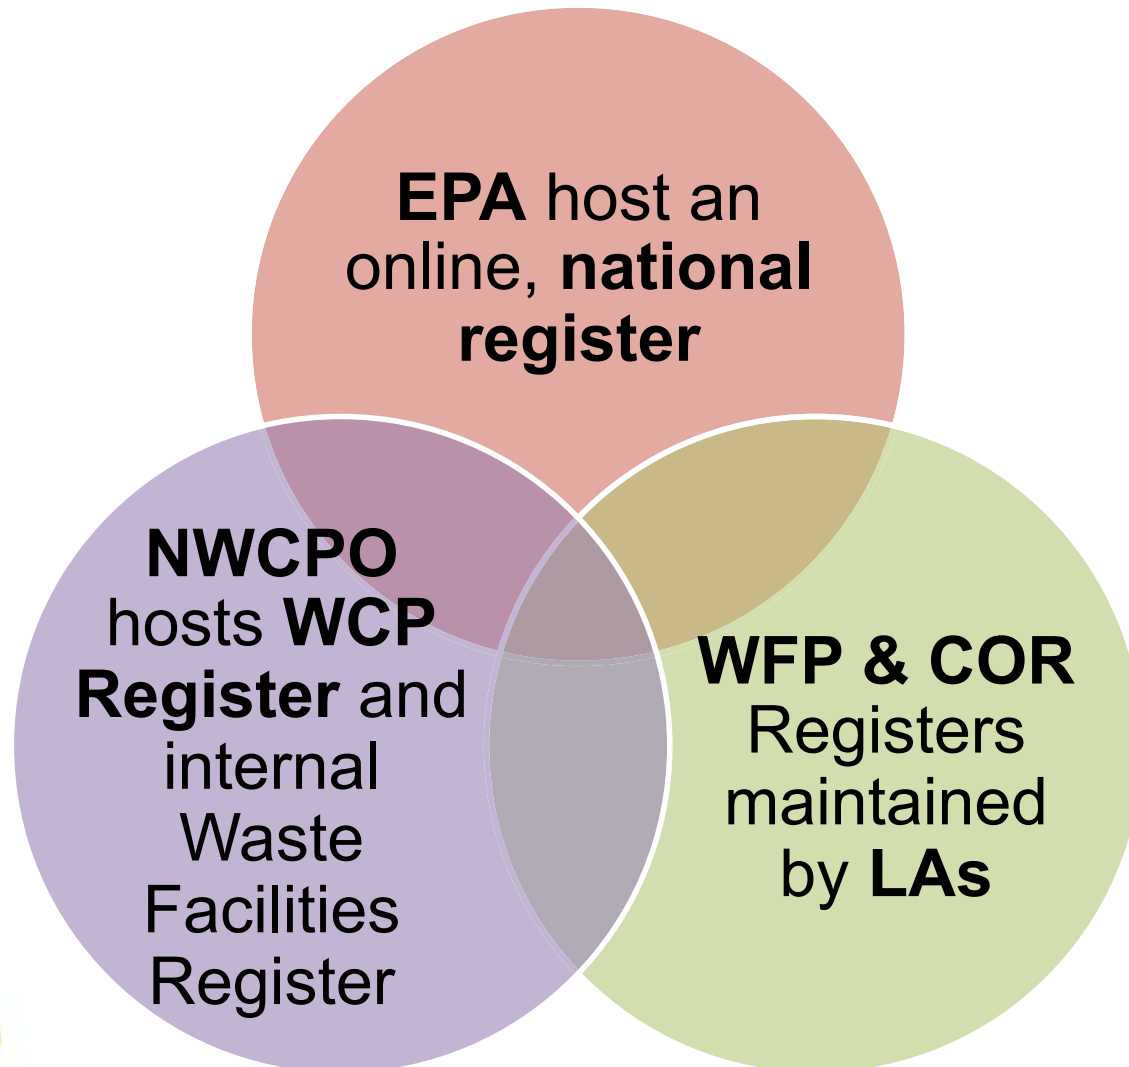 EPA host an
online, national
register
NWCPO
hosts WCP
Register and
internal
Waste
Facilities
Register
WFP & COR
Registers
maintained
by LAs